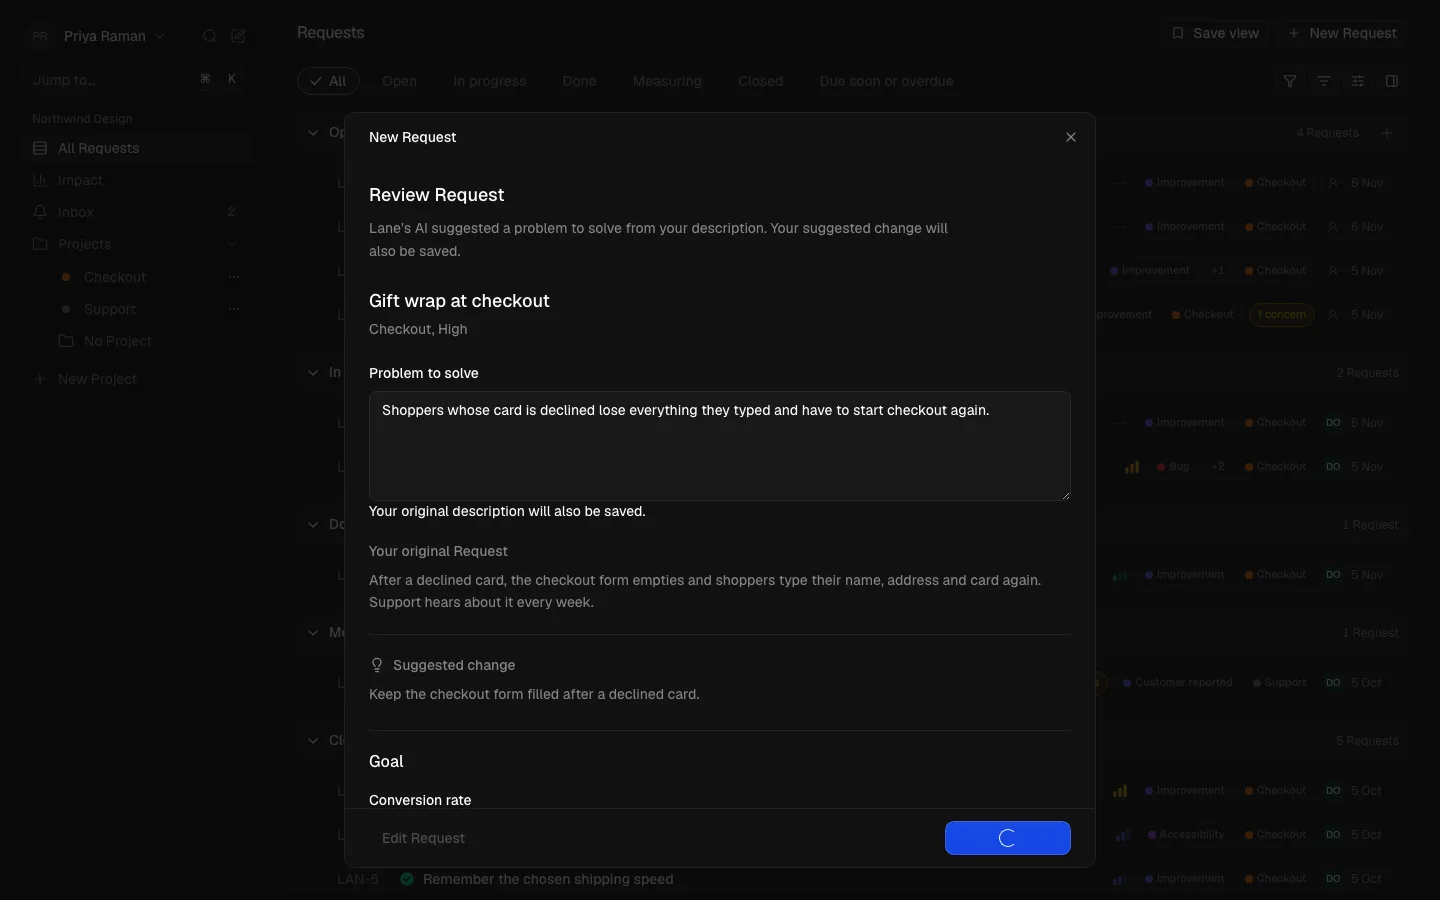 PR Priya Raman
Requests
Save view
New Request
Jump to... ⌘ K
All Open In progress Done Measuring Closed Due soon or overdue
Northwind Design
All Requests
Impact
Inbox 2
Projects
Checkout
Support
No Project
New Project
4 Requests
Improvement Checkout 6 Nov
Improvement Checkout 6 Nov
Improvement +1 Checkout 5 Nov
Checkout 1 concern 5 Nov
In
2 Requests
Improvement Checkout DO 6 Nov
Bug +2 Checkout DO 5 Nov
1 Request
Improvement Checkout DO 5 Nov
1 Request
Customer reported Support DO 5 Oct
5 Requests
Improvement Checkout DO 5 Oct
Accessibility Checkout DO 5 Oct
LAN-5 Remember the chosen shipping speed Improvement Checkout DO 5 Oct
New Request
Review Request
Lane's AI suggested a problem to solve from your description. Your suggested change will
also be saved.
Gift wrap at checkout
Checkout, High
Problem to solve
Shoppers whose card is declined lose everything they typed and have to start checkout again.
Your original description will also be saved.
Your original Request
After a declined card, the checkout form empties and shoppers type their name, address and card again.
Support hears about it every week.
Suggested change
Keep the checkout form filled after a declined card.
Goal
Conversion rate
Edit Request